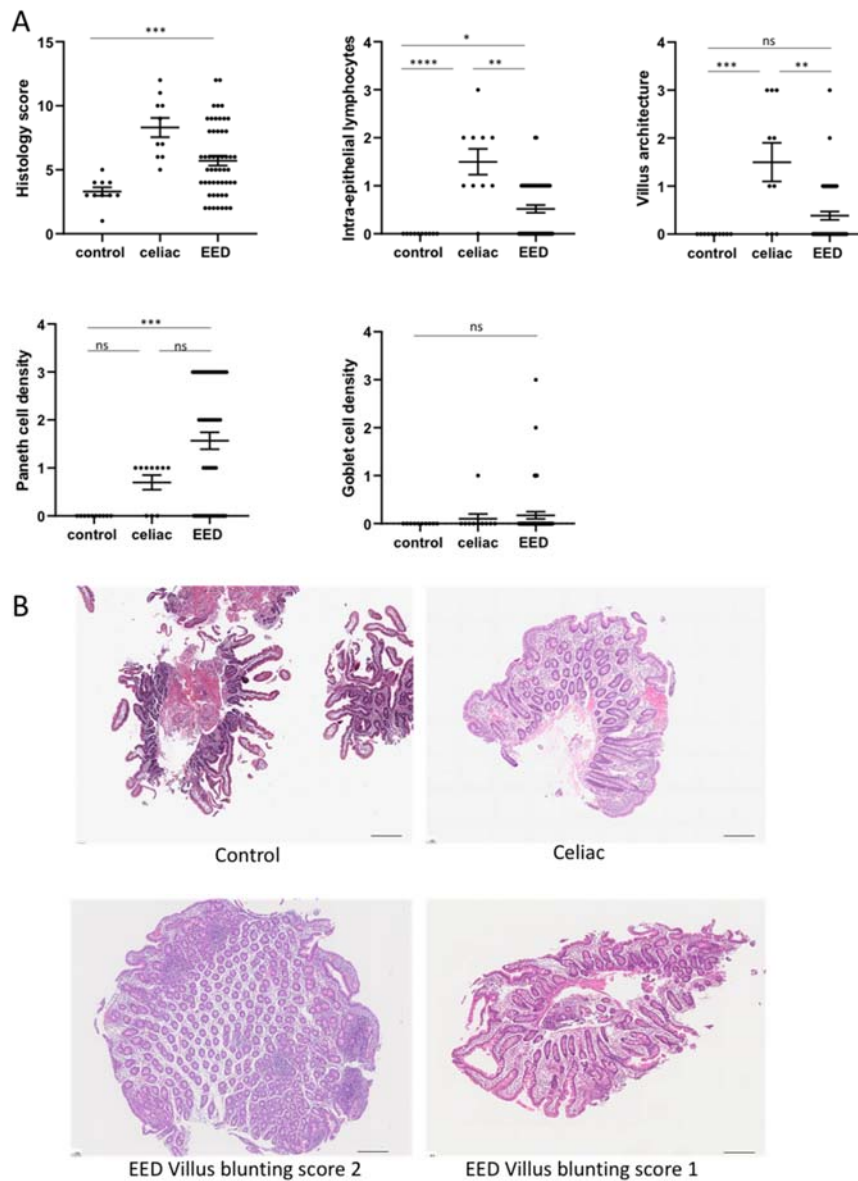 A
***
15
10
5
0
Histology score
control celiac EED
*
**** **
4
3
2
1
0
Intra-epithelial lymphocytes
control celiac EED
ns
*** **
4
3
2
1
0
Villus architecture
control celiac EED
***
ns ns
4
3
2
1
0
Paneth cell density
control celiac EED
ns
4
3
2
1
0
Goblet cell density
control celiac EED
B
Control Celiac
EED Villus blunting score 2 EED Villus blunting score 1